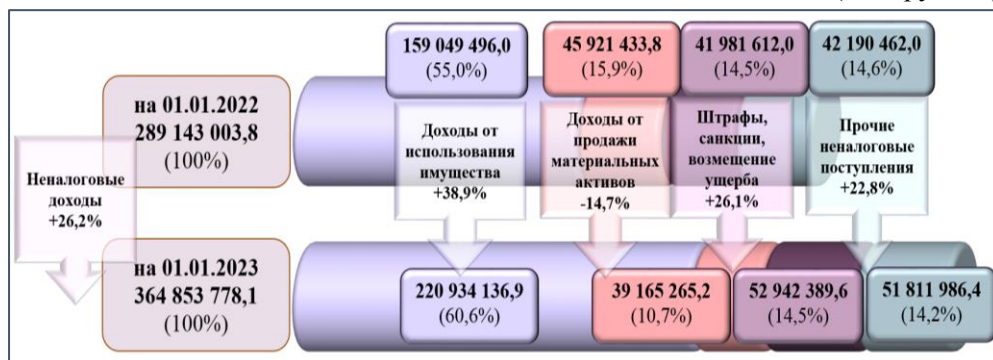 159 049 496,0
(55,0%)
45 921 433,8
(15,9%)
41 981 612,0
(14,5%)
42 190 462,0
(14,6%)
на 01.01.2022
289 143 003,8
(100%)
Неналоговые
доходы
+26,2%
Доходы от
использования
имущества
+38,9%
Доходы от
продажи
материальных
активов
-14,7%
Штрафы,
санкции,
возмещение
ущерба
+26,1%
Прочие
неналоговые
поступления
+22,8%
на 01.01.2023
364 853 778,1
(100%)
220 934 136,9
(60,6%)
39 165 265,2
(10,7%)
52 942 389,6
(14,5%)
51 811 986,4
(14,2%)